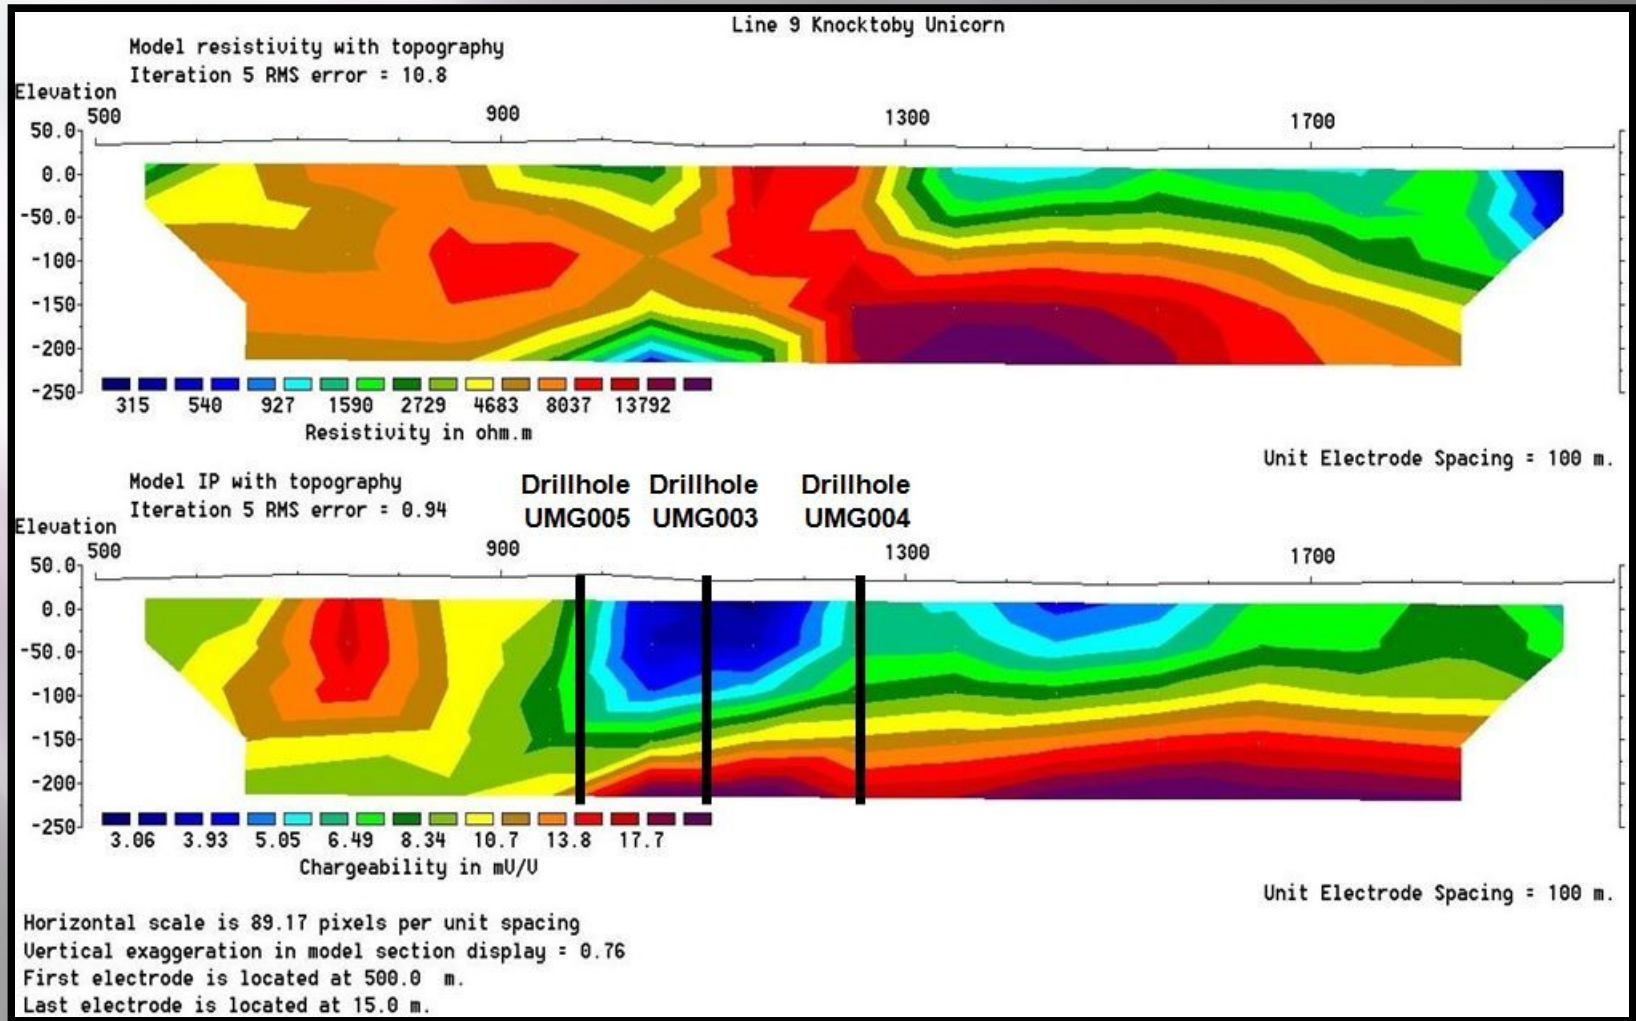 Line 9 Knocktoby Unicorn
Model resistivity with topography
Iteration 5 RMS error = 10.8
Elevation
500 900 1300 1700
50.0
0.0
-50.0
-100
-150
-200
-250
315 540 927 1590 2729 4683 8037 13792
Resistivity in ohm.m
Unit Electrode Spacing = 100 m.
Model IP with topography
Iteration 5 RMS error = 0.94
Drillhole UMG005
Drillhole UMG003
Drillhole UMG004
Elevation
500 900 1300 1700
50.0
0.0
-50.0
-100
-150
-200
-250
3.06 3.93 5.05 6.49 8.34 10.7 13.8 17.7
Chargeability in mV/V
Unit Electrode Spacing = 100 m.
Horizontal scale is 89.17 pixels per unit spacing
Vertical exaggeration in model section display = 0.76
First electrode is located at 500.0 m.
Last electrode is located at 15.0 m.